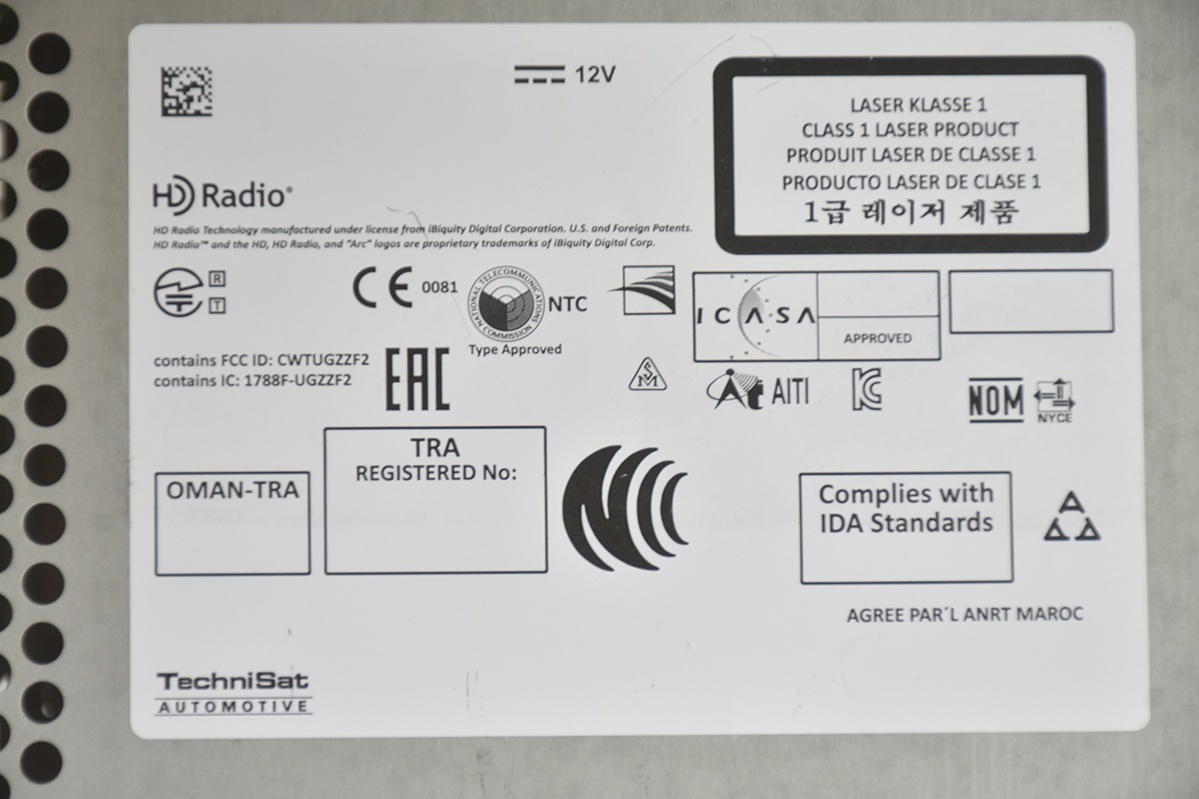 12V
LASER KLASSE 1
CLASS 1 LASER PRODUCT
PRODUIT LASER DE CLASSE 1
PRODUCTO LASER DE CLASE 1
1급 레이저 제품
HD Radio®
HD Radio Technology manufactured under license from iBiquity Digital Corporation. U.S. and Foreign Patents.
HD Radio™ and the HD, HD Radio, and "Arc" logos are proprietary trademarks of iBiquity Digital Corp.
R
T
CE 0081
NATIONAL TELECOMMUNICATIONS COMMISSION
NTC
Type Approved
ICASA
APPROVED
contains FCC ID: CWTUGZZF2
contains IC: 1788F-UGZZF2
EAC
SM
At AITI
KC
NOM
NYCE
OMAN-TRA
TRA
REGISTERED No:
N
Complies with
IDA Standards
A
A A
AGREE PAR´L ANRT MAROC
TechniSat
AUTOMOTIVE